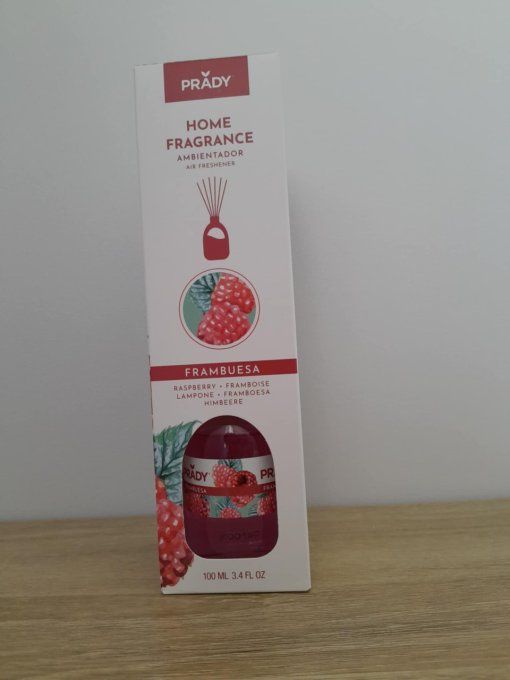 PRADY
HOME
FRAGRANCE
AMBIENTADOR
AIR FRESHENER
FRAMBUESA
RASPBERRY • FRAMBOISE
LAMPONE • FRAMBOESA
HIMBEERE
PRADY
FRAMBUESA
100 ML 3.4 FL OZ